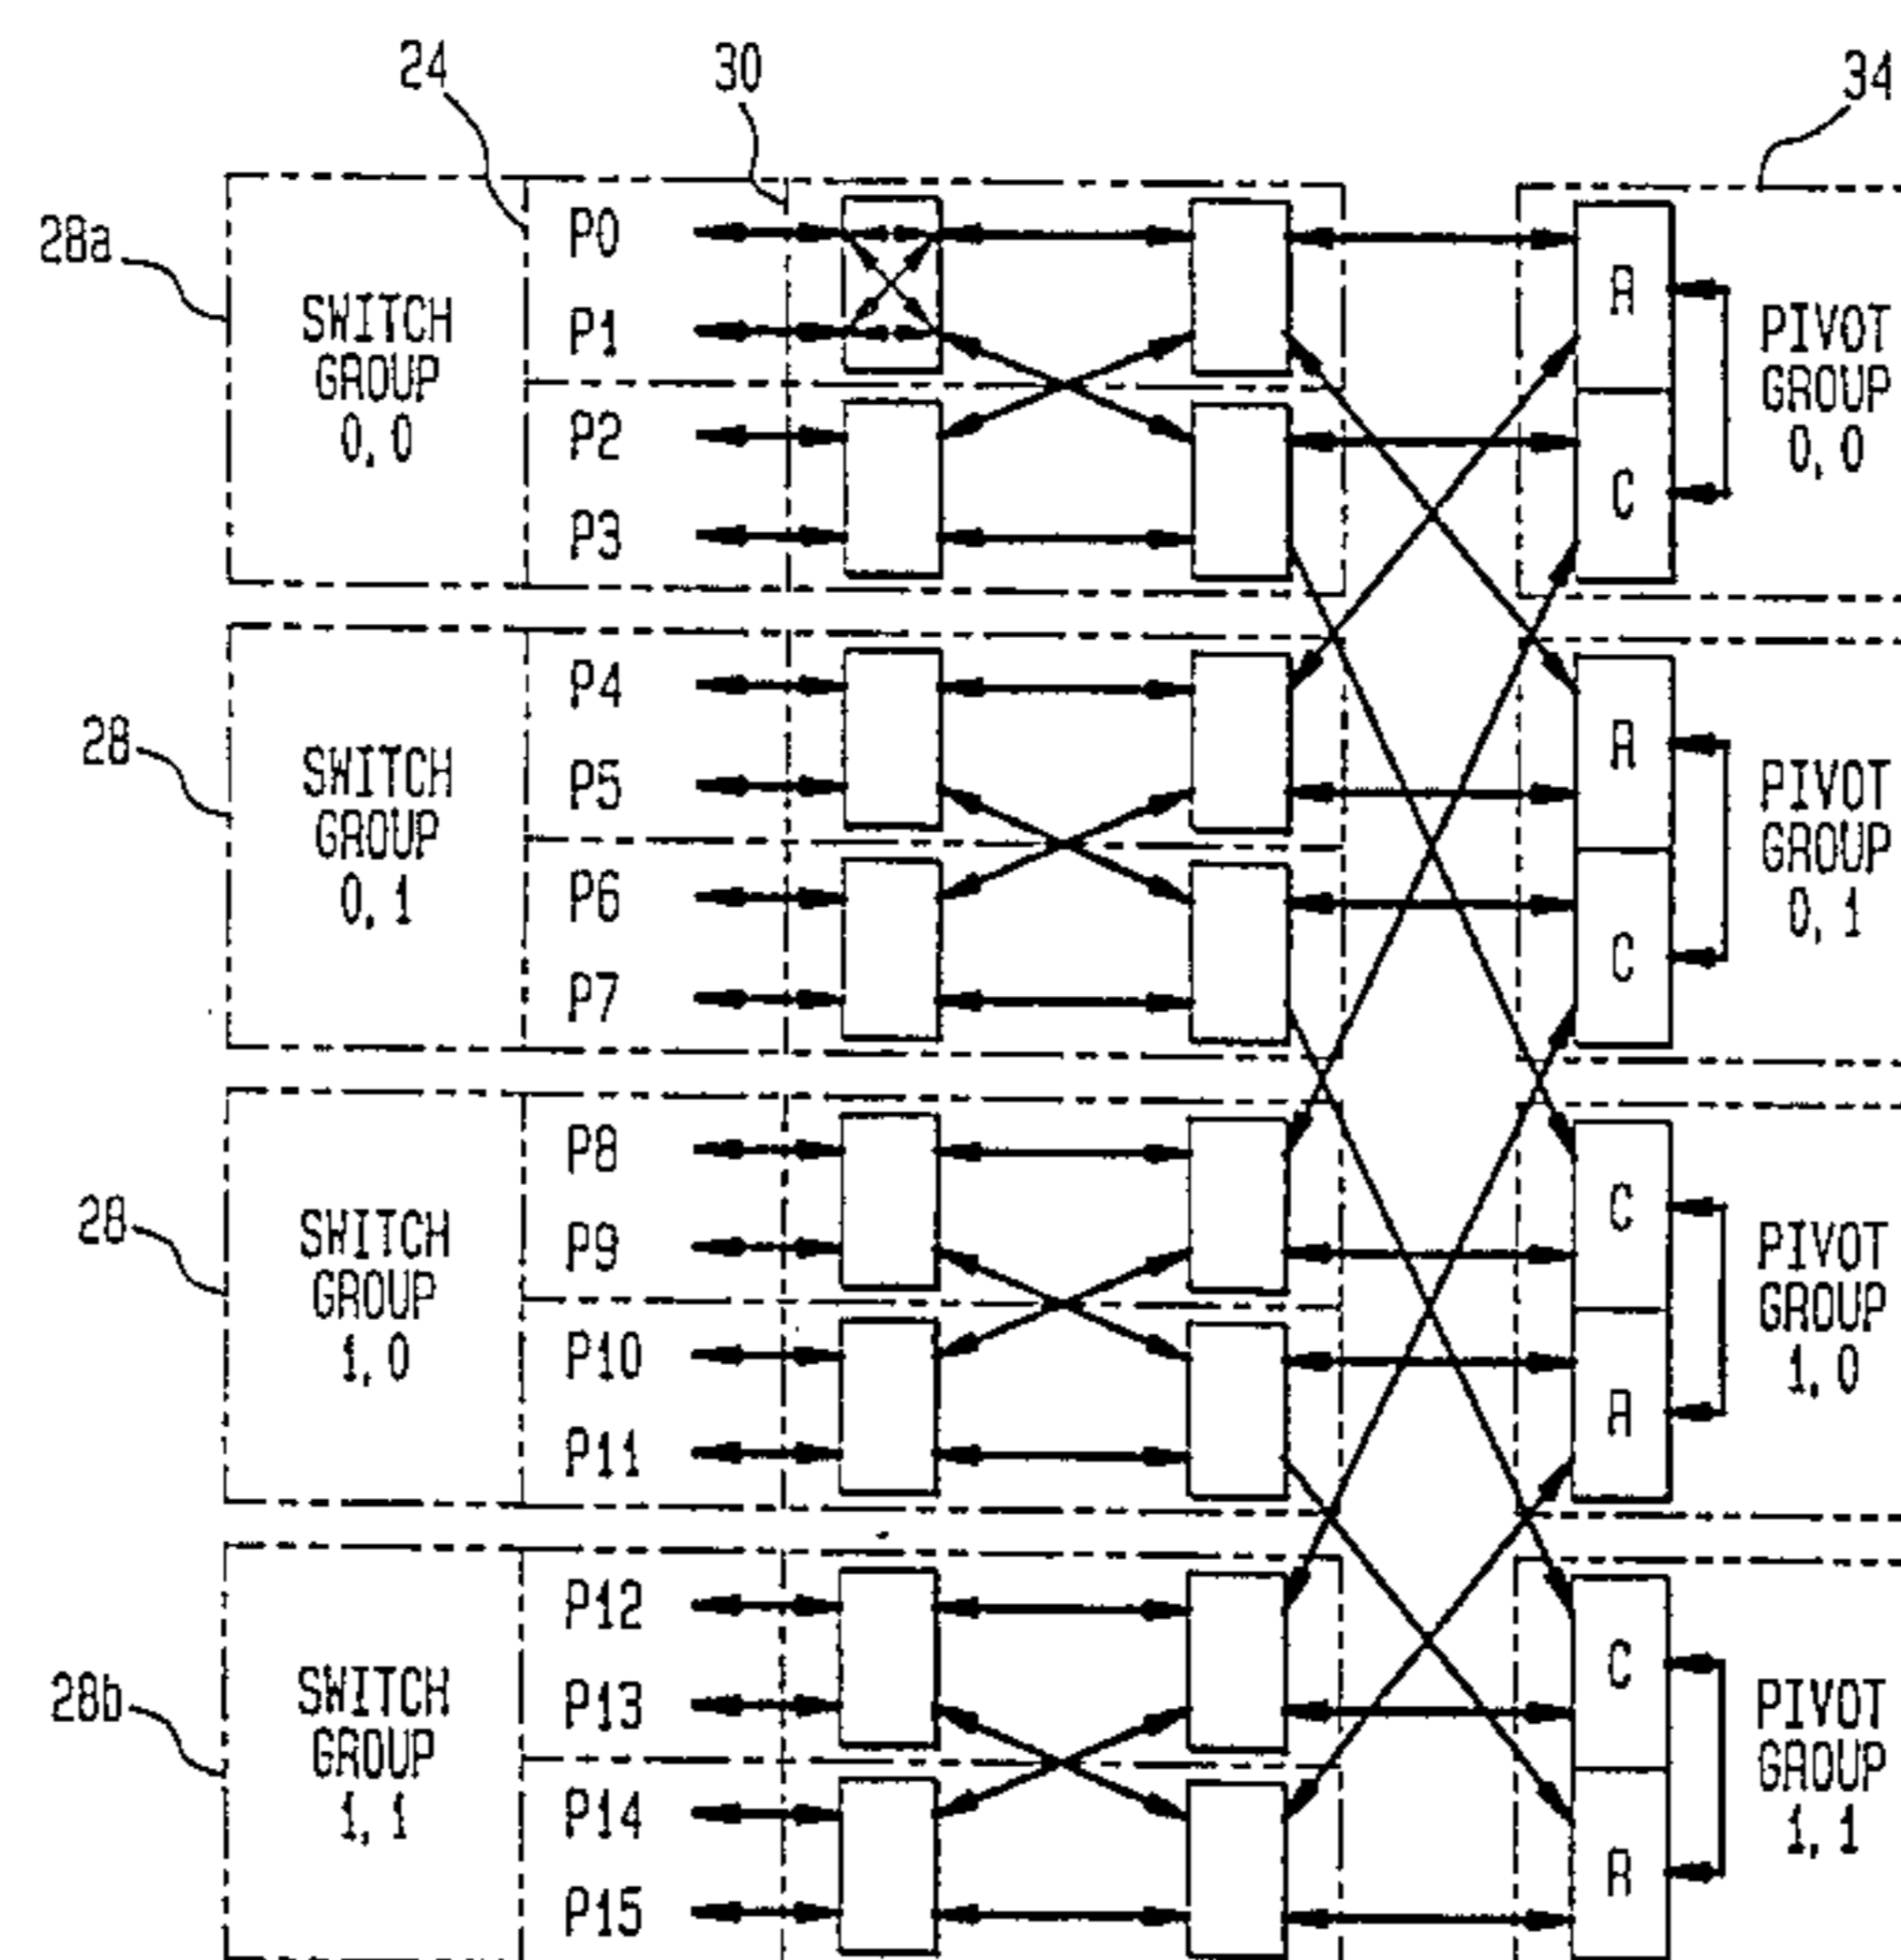 24
30
34
28a
SWITCH
GROUP
0,0
P0
P1
P2
P3
A
C
PIVOT
GROUP
0,0
28
SWITCH
GROUP
0,1
P4
P5
P6
P7
A
C
PIVOT
GROUP
0,1
28
SWITCH
GROUP
1,0
P8
P9
P10
P11
C
A
PIVOT
GROUP
1,0
28b
SWITCH
GROUP
1,1
P12
P13
P14
P15
C
A
PIVOT
GROUP
1,1